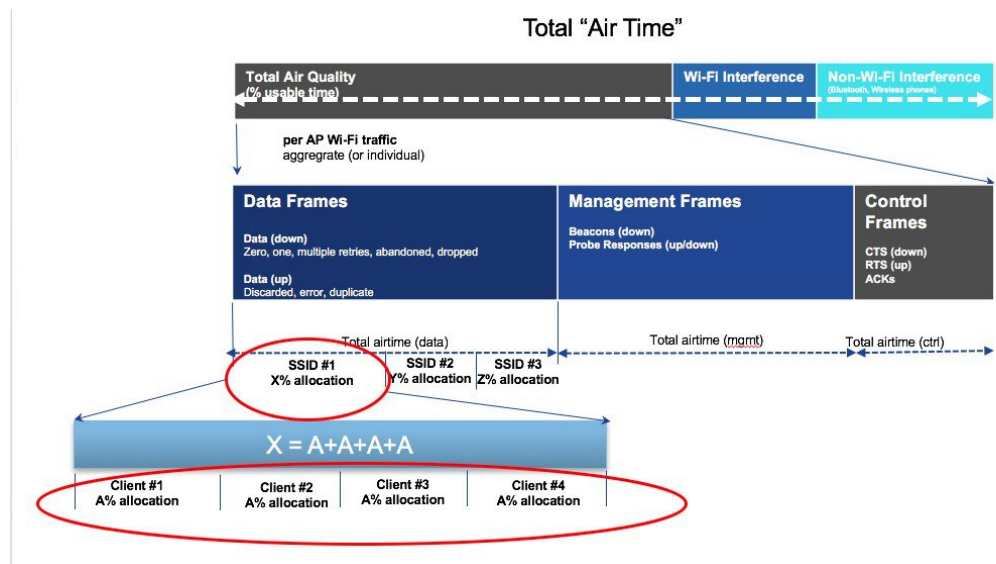 Total “Air Time”
Total Air Quality
(% usable time)
Wi-Fi Interference
Non-Wi-Fi Interference
(Bluetooth, Wireless phones)
per AP Wi-Fi traffic
aggregrate (or individual)
Data Frames
Data (down)
Zero, one, multiple retries, abandoned, dropped
Data (up)
Discarded, error, duplicate
Management Frames
Beacons (down)
Probe Responses (up/down)
Control
Frames
CTS (down)
RTS (up)
ACKs
Total airtime (data)
Total airtime (mgmt)
Total airtime (ctrl)
SSID #1
X% allocation
SSID #2
Y% allocation
SSID #3
Z% allocation
X = A+A+A+A
Client #1
A% allocation
Client #2
A% allocation
Client #3
A% allocation
Client #4
A% allocation